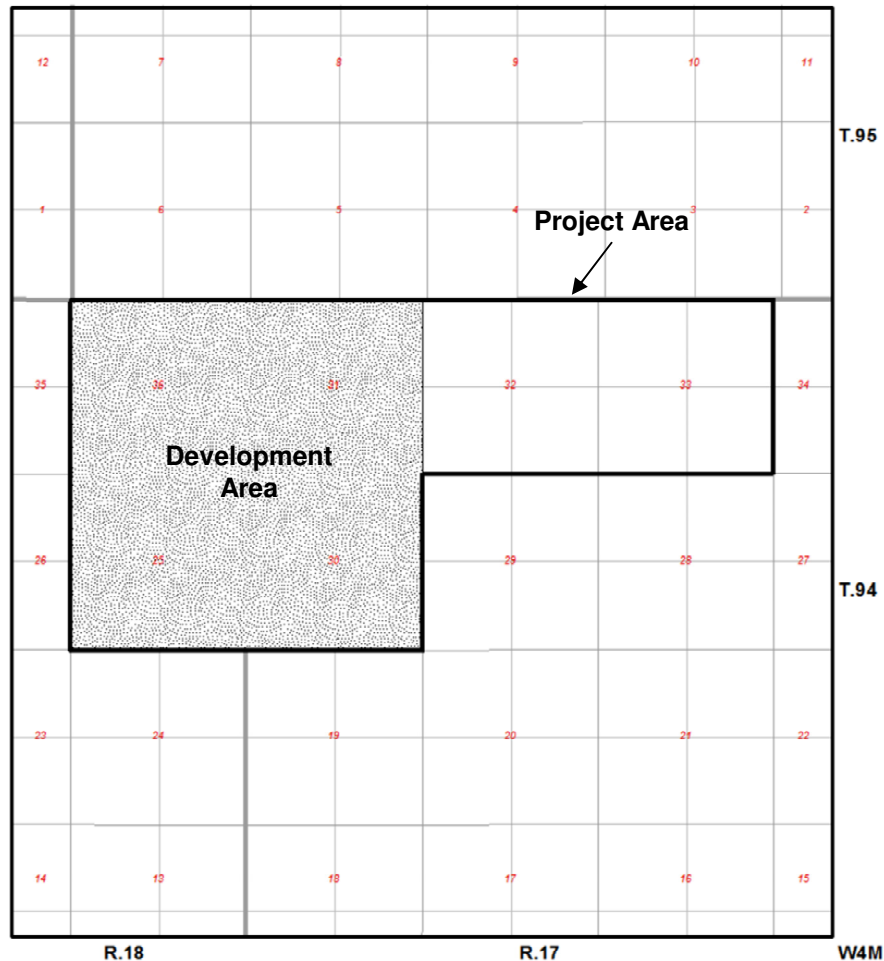 12 7 8 9 10 11
T.95
1 6 5 4 3 2
Project Area
35 36 31 32 33 34
Development
Area
26 25 30 29 28 27
T.94
23 24 19 20 21 22
14 13 18 17 16 15
R.18 R.17 W4M